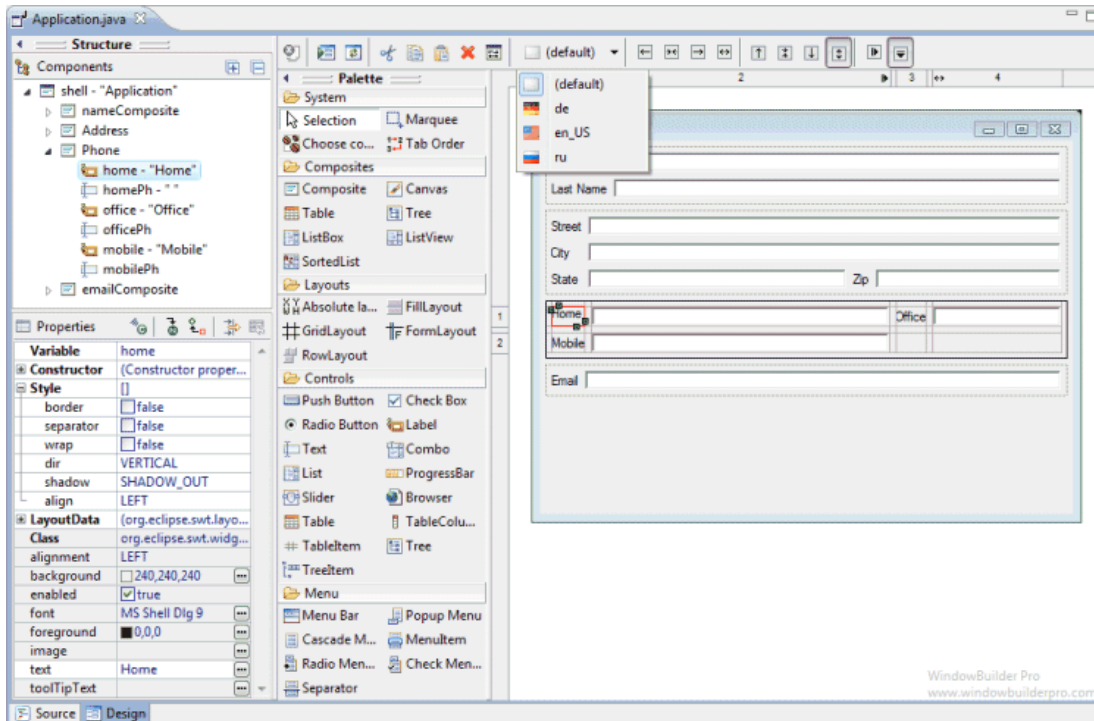 Application.java
Structure
Components
shell - "Application"
nameComposite
Address
Phone
home - "Home"
homePh - " "
office - "Office"
officePh
mobile - "Mobile"
mobilePh
emailComposite
Properties
Variable home
Constructor (Constructor proper...
Style []
border false
separator false
wrap false
dir VERTICAL
shadow SHADOW_OUT
align LEFT
LayoutData (org.eclipse.swt.layo...
Class org.eclipse.swt.widg...
alignment LEFT
background 240,240,240
enabled true
font MS Shell Dlg 9
foreground 0,0,0
image
text Home
toolTipText
Source Design
Palette
System
Selection Marquee
Choose co... Tab Order
Composites
Composite Canvas
Table Tree
ListBox ListView
SortedList
Layouts
Absolute la... FillLayout
GridLayout FormLayout
RowLayout
Controls
Push Button Check Box
Radio Button Label
Text Combo
List ProgressBar
Slider Browser
Table TableColu...
TableItem Tree
TreeItem
Menu
Menu Bar Popup Menu
Cascade M... MenuItem
Radio Men... Check Men...
Separator
(default)
(default)
de
en_US
ru
2 3 4
1
2
Last Name
Street
City
State Zip
Home Office
Mobile
Email
WindowBuilder Pro
www.windowbuilderpro.com